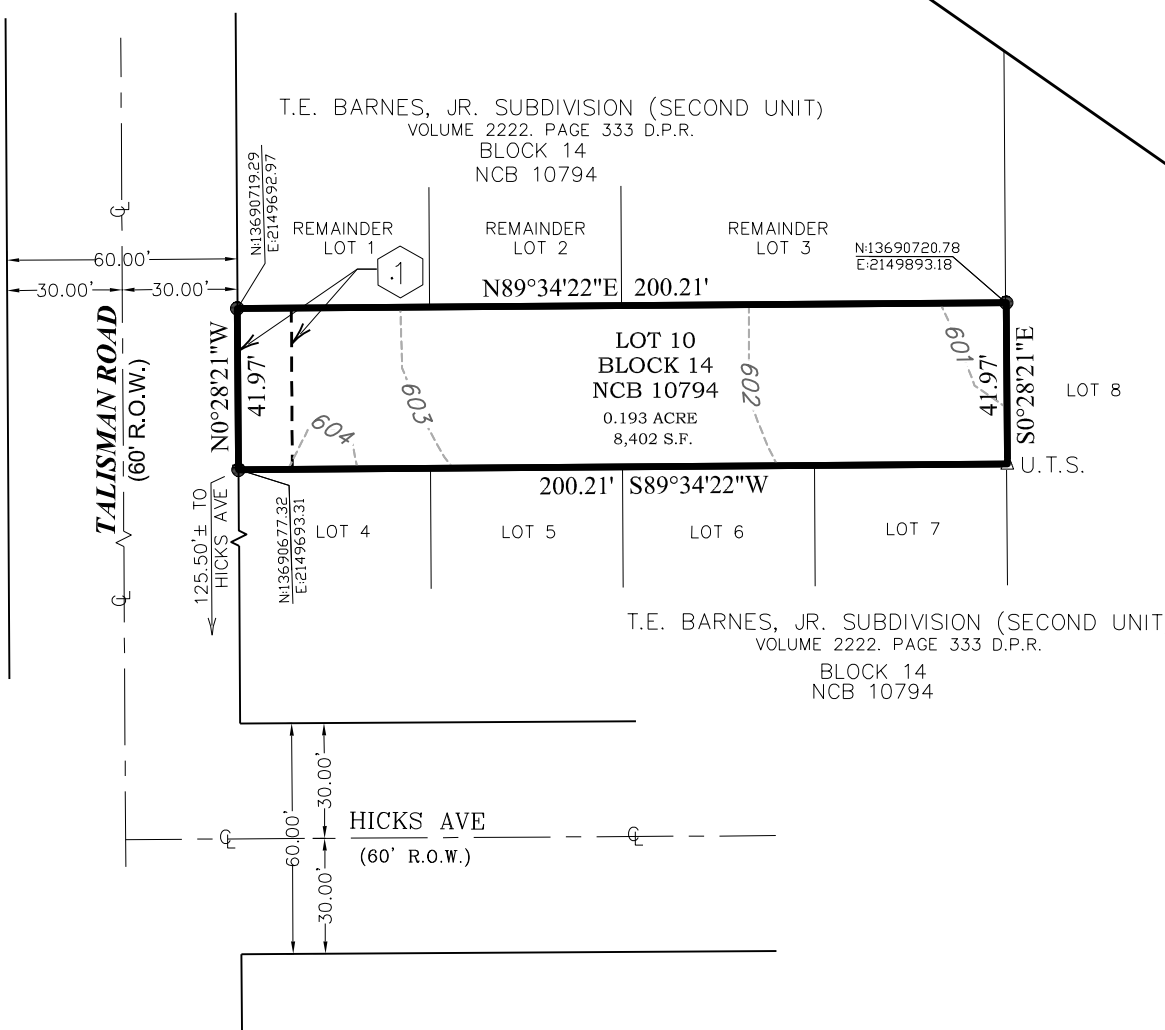 T.E. BARNES, JR. SUBDIVISION (SECOND UNIT)
VOLUME 2222. PAGE 333 D.P.R.
BLOCK 14
NCB 10794
N:13690719.29
E:2149692.97
REMAINDER
LOT 1
REMAINDER
LOT 2
REMAINDER
LOT 3
N:13690720.78
E:2149893.18
℄
60.00'
30.00'
30.00'
.1
N89°34'22"E 200.21'
TALISMAN ROAD
(60' R.O.W.)
N0°28'21"W
41.97'
LOT 10
BLOCK 14
NCB 10794
0.193 ACRE
8,402 S.F.
604
603
602
601
41.97'
S0°28'21"E
LOT 8
U.T.S.
200.21' S89°34'22"W
125.50'± TO
HICKS AVE
N:13690677.32
E:2149693.31
LOT 4
LOT 5
LOT 6
LOT 7
℄
T.E. BARNES, JR. SUBDIVISION (SECOND UNIT
VOLUME 2222. PAGE 333 D.P.R.
BLOCK 14
NCB 10794
60.00'
30.00'
30.00'
℄
HICKS AVE
(60' R.O.W.)
℄